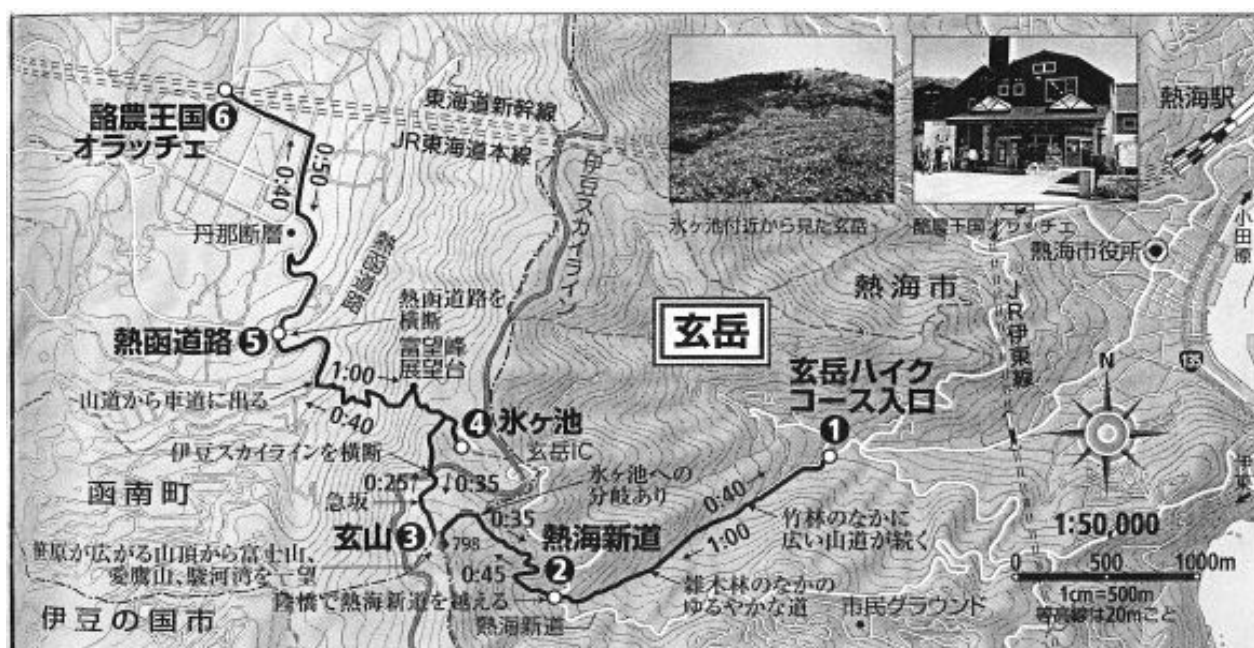 酪農王国❻
オラッチェ
0:50
0:40
東海道新幹線
JR東海道本線
伊豆スカイライン
丹那断層
熱函道路
熱函道路を
横断
熱函道路❺
富望峰
展望台
1:00
0:40
山道から車道に出る
❹氷ヶ池
玄岳IC
伊豆スカイラインを横断
0:25
0:35
急坂
函南町
氷ヶ池への
分岐あり
0:35
玄山❸
798
0:45
熱海新道
❷
笹原が広がる山頂から富士山、
愛鷹山、駿河湾を一望
陸橋で熱海新道を越える
熱海新道
伊豆の国市
氷ヶ池付近から見た玄岳
酪農王国オラッチェ
玄岳
熱海駅
小田原
熱海市役所
熱海市
JR伊東線
135
玄岳ハイク
コース入口
❶
0:40
1:00
竹林のなかに
広い山道が続く
雑木林のなかの
ゆるやかな道
市民グラウンド
N
伊東
1:50,000
0 500 1000m
1cm=500m
等高線は20mごと